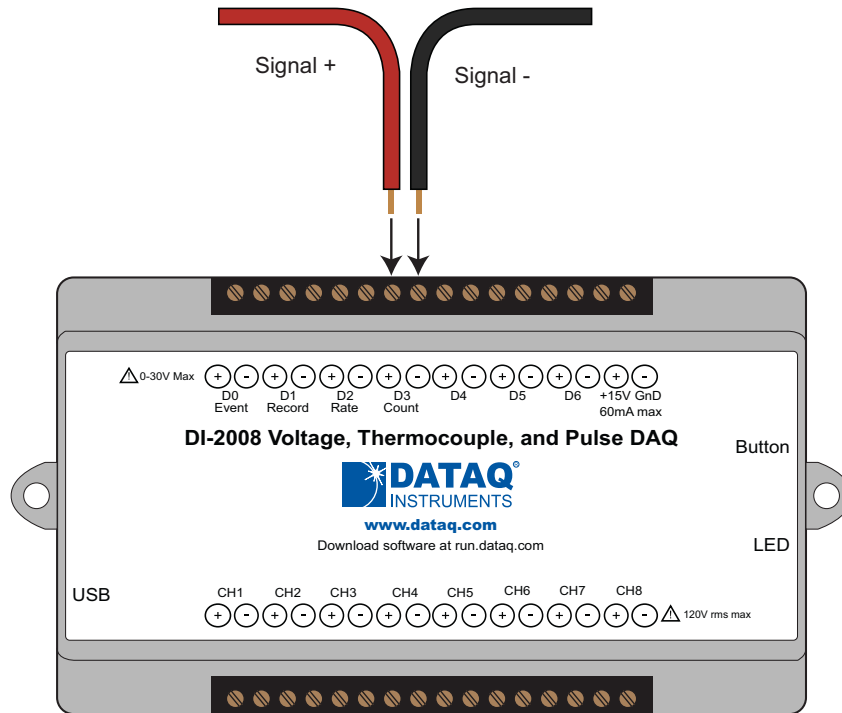 Signal +
Signal -
0-30V Max
+ - + - + - + - + - + - + - + -
D0 D1 D2 D3 D4 D5 D6 +15V GnD
Event Record Rate Count 60mA max
DI-2008 Voltage, Thermocouple, and Pulse DAQ
Button
DATAQ®
INSTRUMENTS
www.dataq.com
Download software at run.dataq.com
LED
USB
CH1 CH2 CH3 CH4 CH5 CH6 CH7 CH8
+ - + - + - + - + - + - + - + -
120V rms max